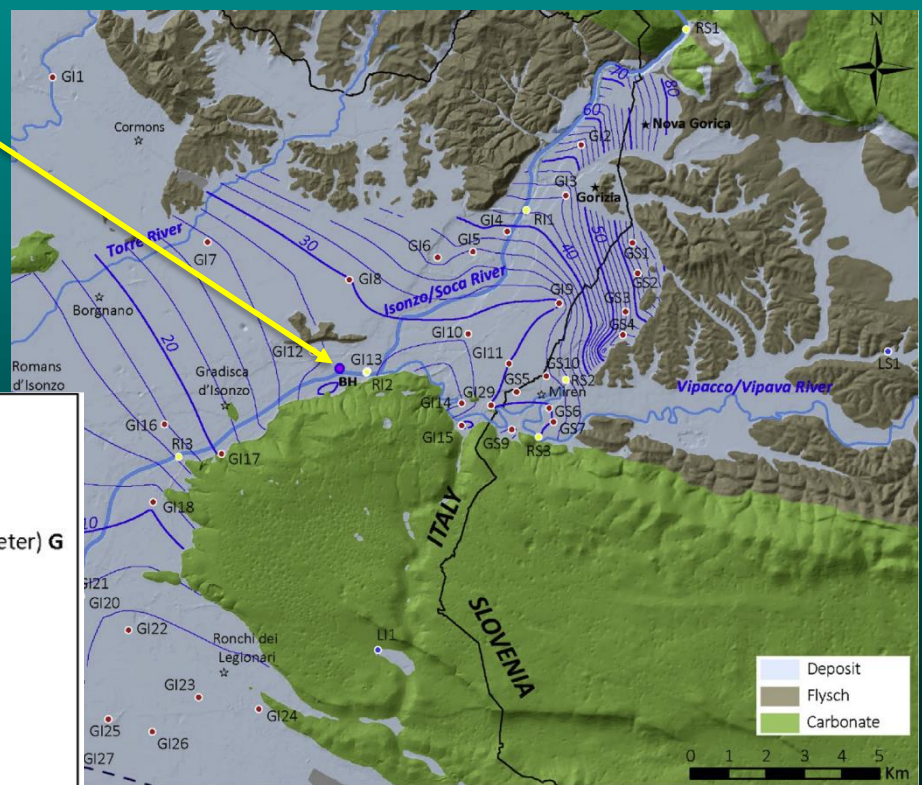 N
RS1
GI1
70
80
60
Cormons
Nova Gorica
GI2
GI3
Gorizia
RI1
GI4
40
50
30
Torre River
GI6
GI5
GS1
GI7
GI8
GS2
Isonzo/Soca River
GI9
GS3
Borgnano
GI10
GS4
20
GI12
GI13
GI11
LS1
Romans
d'Isonzo
Gradisca
d'Isonzo
BH
RI2
GS10
RS2
GS5
Miren
Vipacco/Vipava River
GI14
GI29
GS6
GI16
GI15
GS9
GS7
RI3
RS3
GI17
GI18
eter) G
10
ITALY
GI21
GI20
GI22
SLOVENIA
Ronchi dei
Legionari
LI1
GI23
GI24
GI25
GI26
GI27
Deposit
Flysch
Carbonate
0 1 2 3 4 5
Km